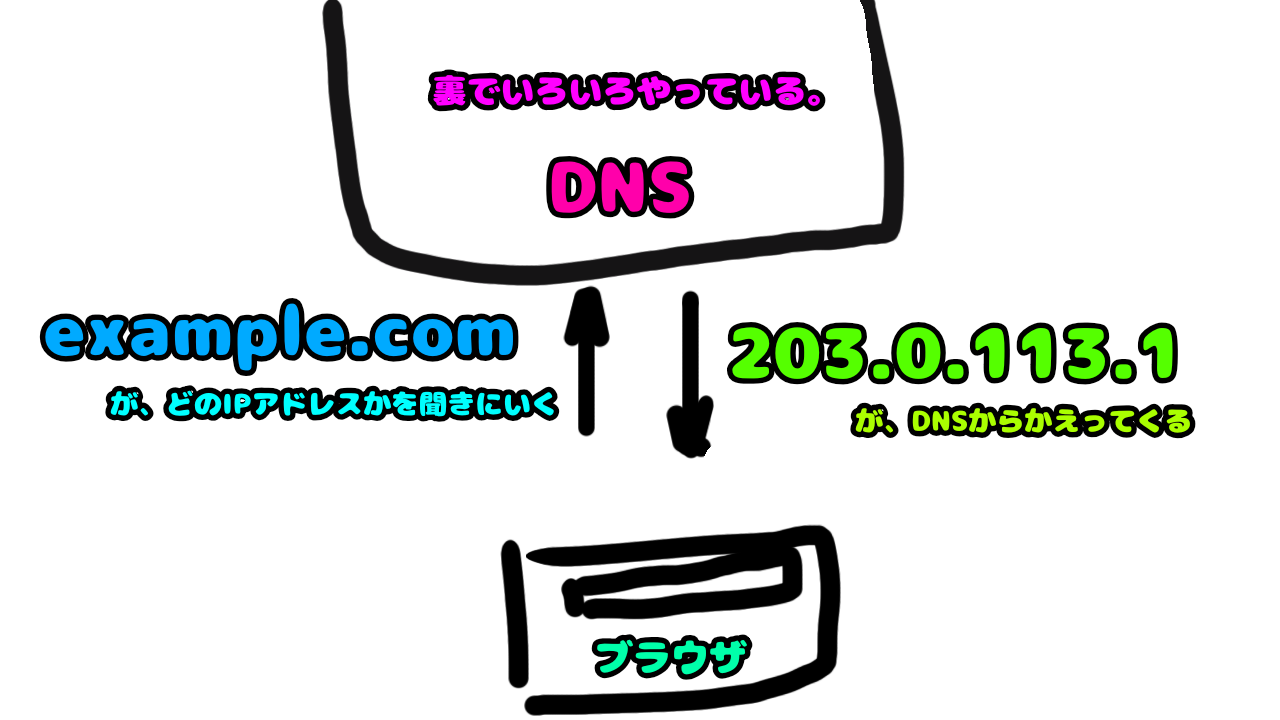 裏でいろいろやっている。
DNS
example.com
が、どのIPアドレスかを聞きにいく
203.0.113.1
が、DNSからかえってくる
ブラウザ